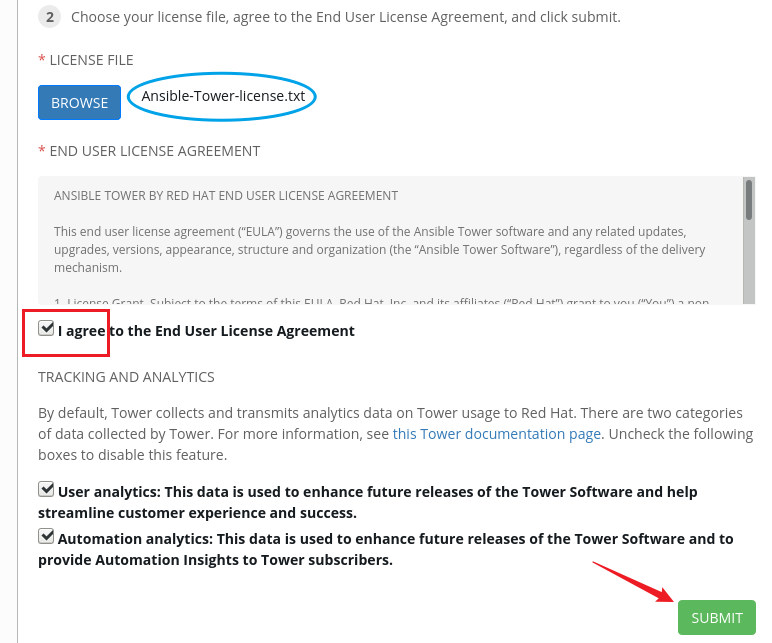 2 Choose your license file, agree to the End User License Agreement, and click submit.
* LICENSE FILE
BROWSE Ansible-Tower-license.txt
* END USER LICENSE AGREEMENT
ANSIBLE TOWER BY RED HAT END USER LICENSE AGREEMENT
This end user license agreement (“EULA”) governs the use of the Ansible Tower software and any related updates,
upgrades, versions, appearance, structure and organization (the “Ansible Tower Software”), regardless of the delivery
mechanism.
1. License Grant. Subject to the terms of this EULA, Red Hat, Inc. and its affiliates (“Red Hat”) grant to you (“You”) a non-
I agree to the End User License Agreement
TRACKING AND ANALYTICS
By default, Tower collects and transmits analytics data on Tower usage to Red Hat. There are two categories
of data collected by Tower. For more information, see this Tower documentation page. Uncheck the following
boxes to disable this feature.
User analytics: This data is used to enhance future releases of the Tower Software and help
streamline customer experience and success.
Automation analytics: This data is used to enhance future releases of the Tower Software and to
provide Automation Insights to Tower subscribers.
SUBMIT